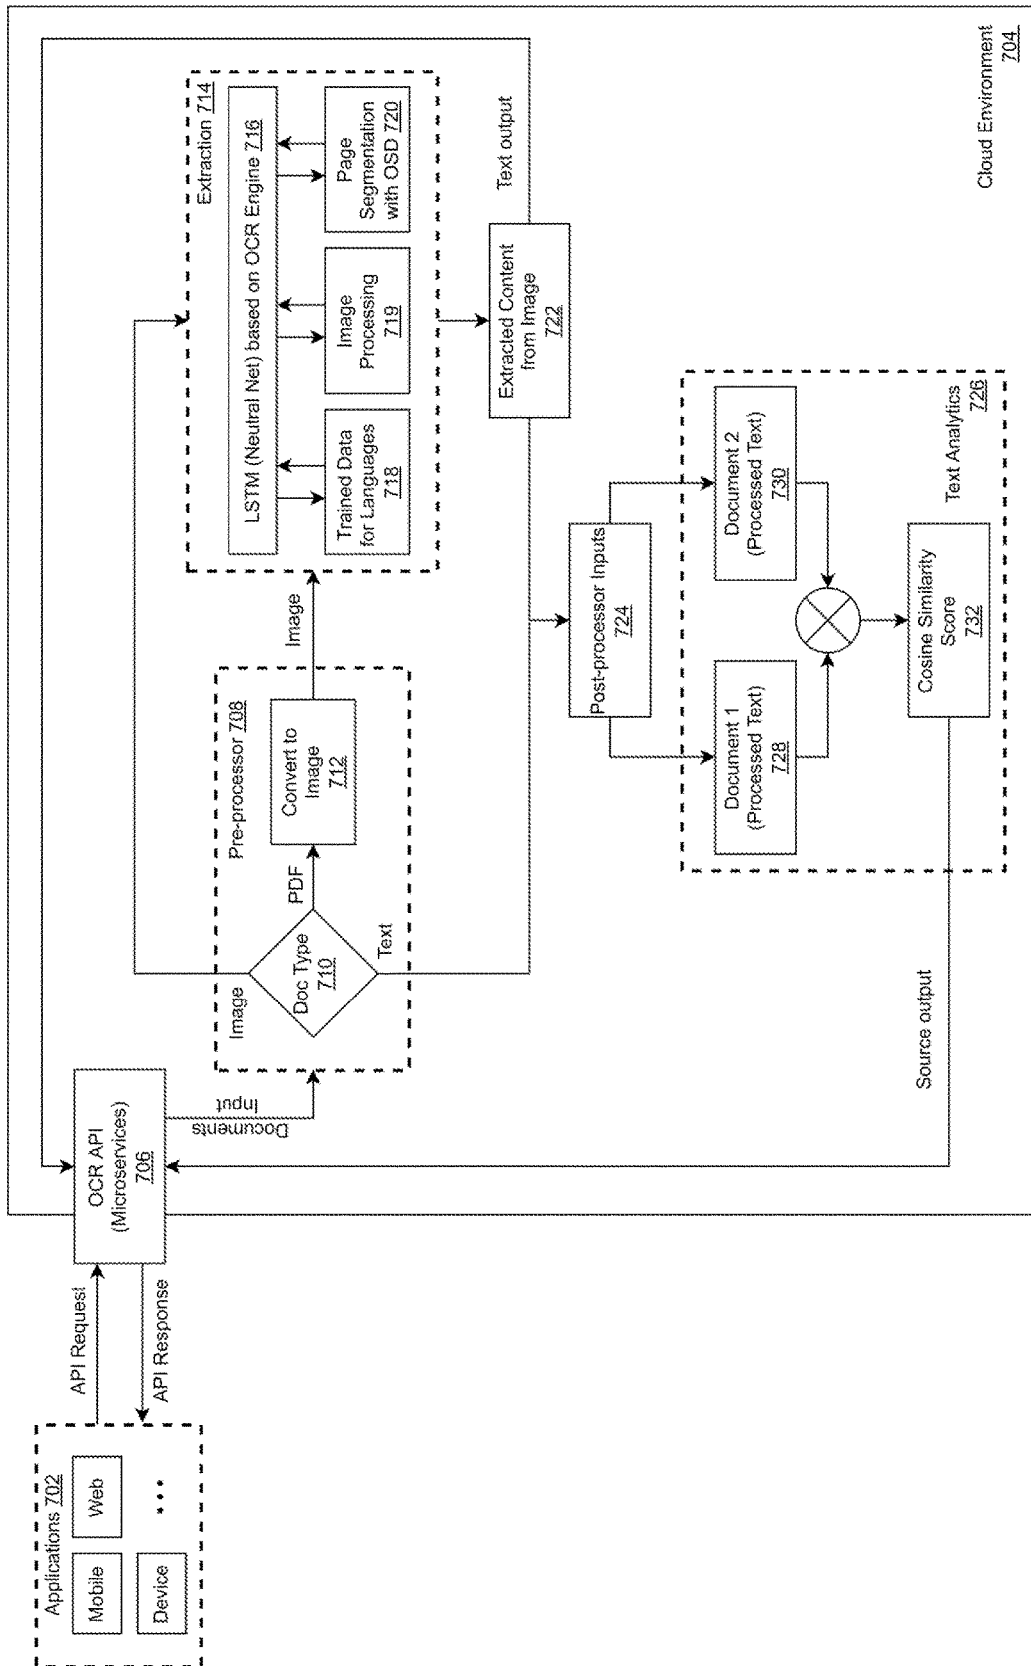 Applications 702
Mobile
Web
Device
•••
API Request
API Response
OCR API
(Microservices)
706
Documents
Input
Pre-processor 708
Image
Doc Type
710
PDF
Text
Convert to
Image
712
Image
Extraction 714
LSTM (Neutral Net) based on OCR Engine 716
Trained Data
for Languages
718
Image
Processing
719
Page
Segmentation
with OSD 720
Extracted Content
from Image
722
Text output
Post-processor Inputs
724
Document 1
(Processed Text)
728
Document 2
(Processed Text)
730
Cosine Similarity
Score
732
Text Analytics
726
Source output
Cloud Environment
704